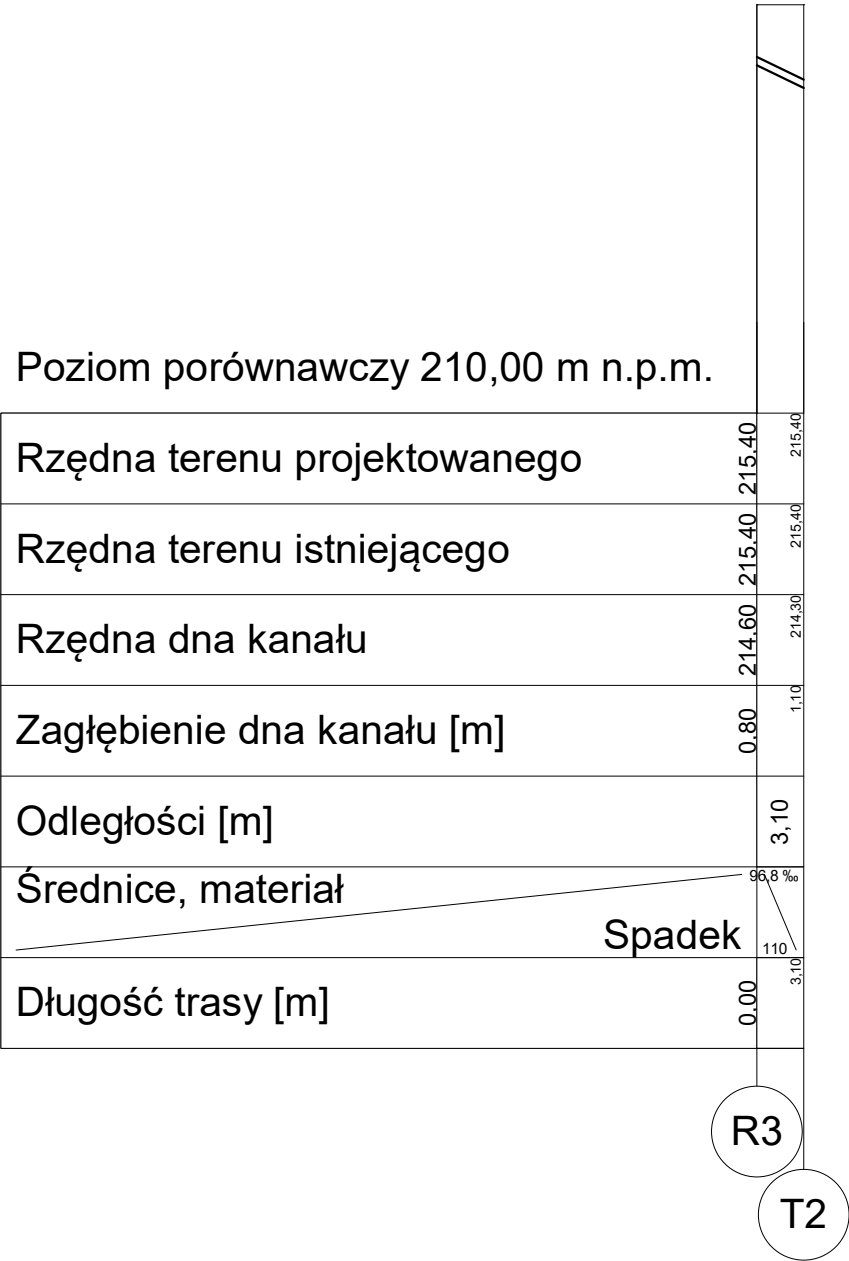 Poziom porównawczy 210,00 m n.p.m.
Rzędna terenu projektowanego 215.40 215,40
Rzędna terenu istniejącego 215.40 215,40
Rzędna dna kanału 214.60 214,30
Zagłębienie dna kanału [m] 0.80 1,10
Odległości [m] 3,10
Średnice, materiał 96,8 ‰
Spadek 110
Długość trasy [m] 0.00 3,10
R3
T2